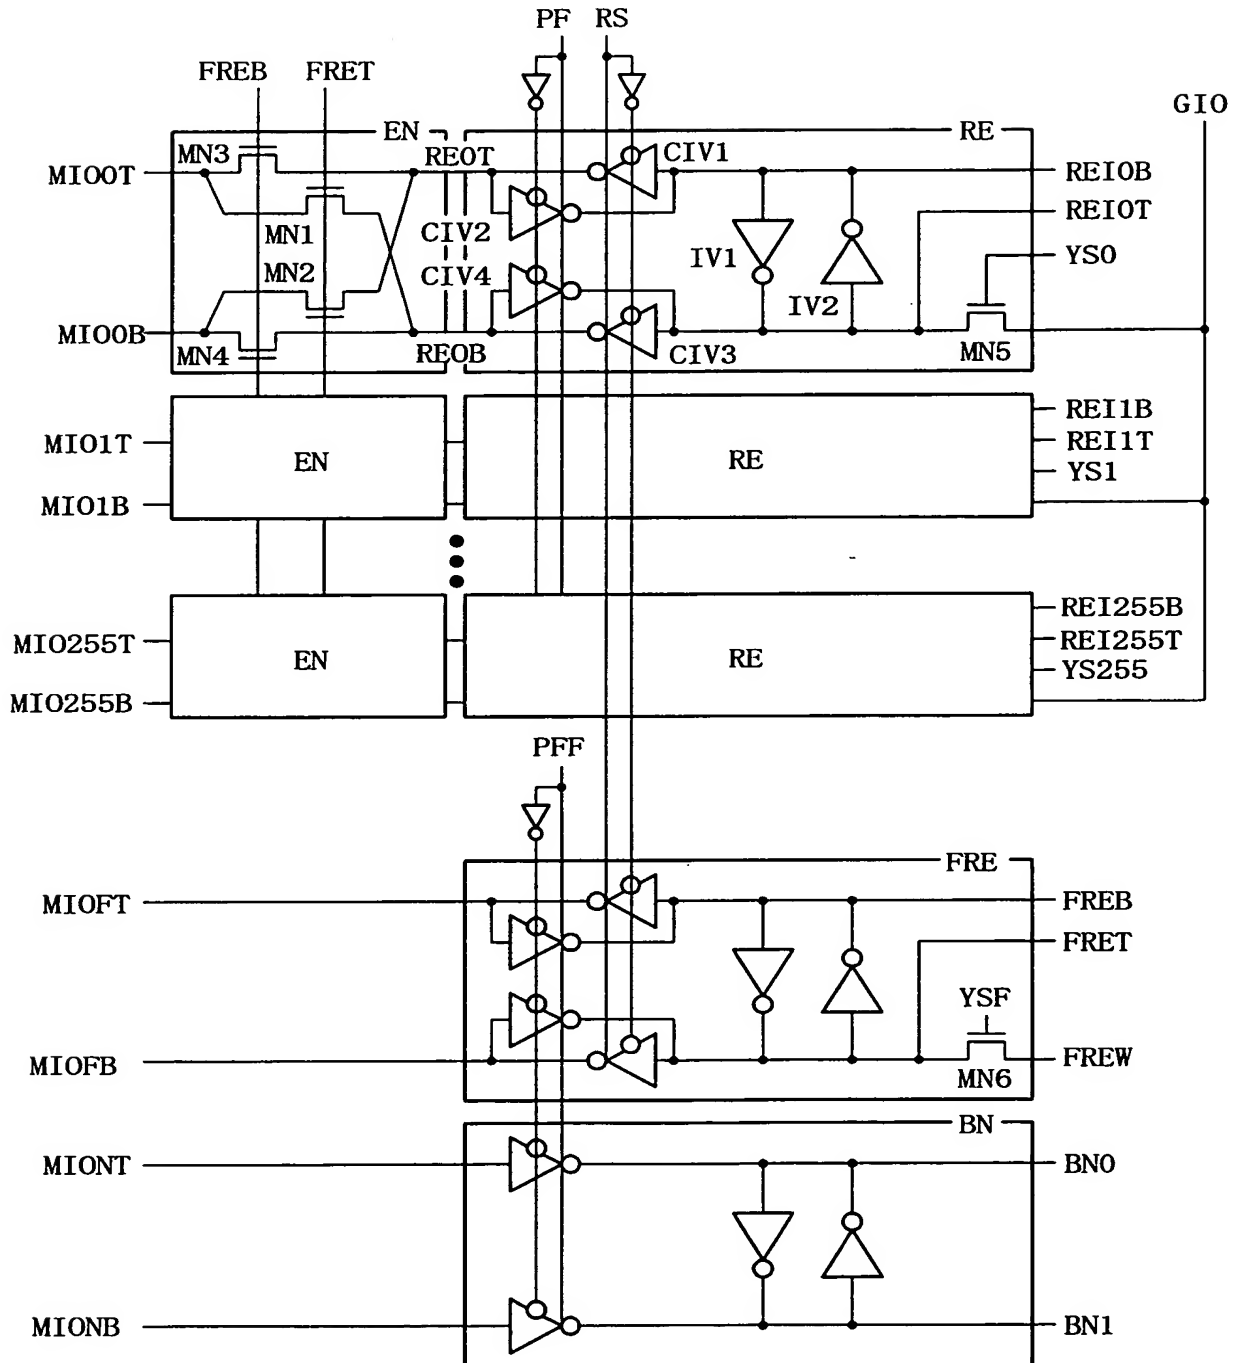 PF RS
FREB FRET
GIO
EN RE
MN3 REOT CIV1
MIO0T REIOB
REIOT
MN1 CIV2
IV1 YS0
MN2 CIV4
IV2
MIO0B
MN4 REOB CIV3 MN5
REI1B
MIO1T REI1T
EN RE
YS1
MIO1B
REI255B
MIO255T REI255T
EN RE
YS255
MIO255B
PFF
FRE
MIOFT FREB
FRET
YSF
MIOFB FREW
MN6
BN
MIONT BN0
MIONB BN1